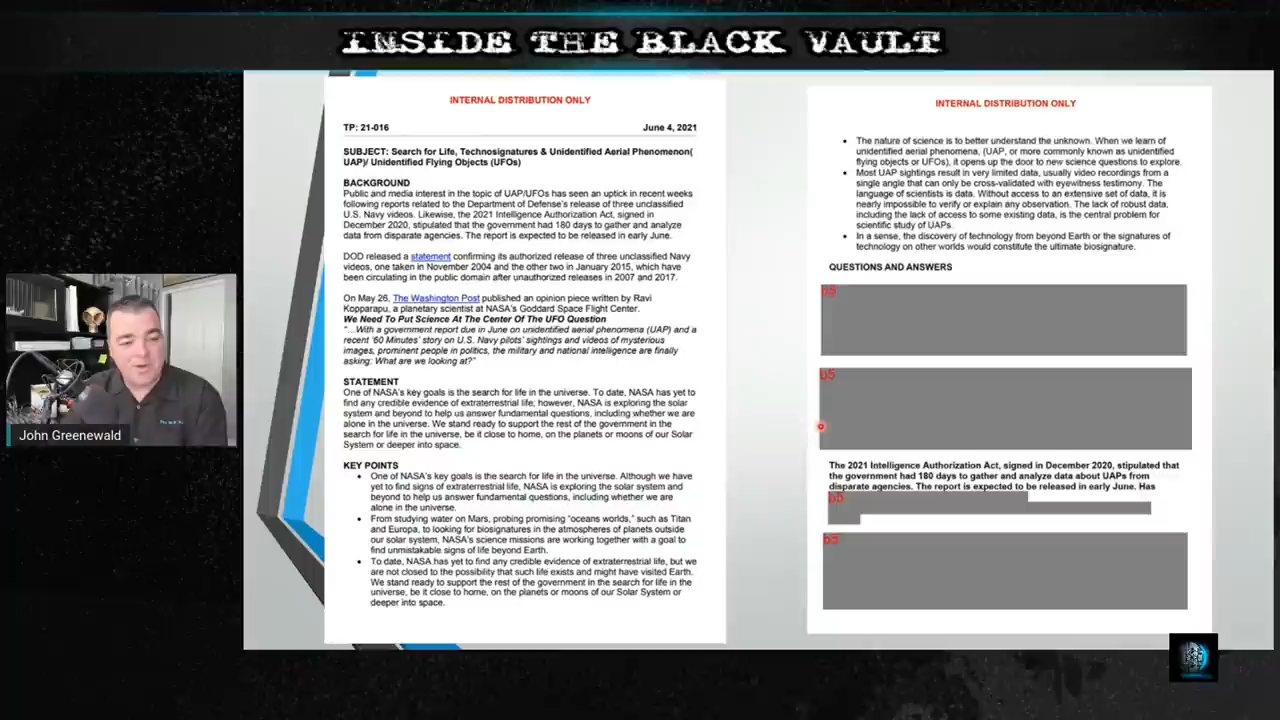 INSIDE THE BLACK VAULT
INTERNAL DISTRIBUTION ONLY
TP: 21-016 June 4, 2021
SUBJECT: Search for Life, Technosignatures & Unidentified Aerial Phenomenon(
UAP)/ Unidentified Flying Objects (UFOs)
BACKGROUND
Public and media interest in the topic of UAP/UFOs has seen an uptick in recent weeks
following reports related to the Department of Defense's release of three unclassified
U.S. Navy videos. Likewise, the 2021 Intelligence Authorization Act, signed in
December 2020, stipulated that the government had 180 days to gather and analyze
data from disparate agencies. The report is expected to be released in early June.
DOD released a statement confirming its authorized release of three unclassified Navy
videos, one taken in November 2004 and the other two in January 2015, which have
been circulating in the public domain after unauthorized releases in 2007 and 2017.
On May 26, The Washington Post published an opinion piece written by Ravi
Kopparapu, a planetary scientist at NASA's Goddard Space Flight Center.
We Need To Put Science At The Center Of The UFO Question
"…With a government report due in June on unidentified aerial phenomena (UAP) and a
recent '60 Minutes' story on U.S. Navy pilots' sightings and videos of mysterious
images, prominent people in politics, the military and national intelligence are finally
asking: What are we looking at?"
STATEMENT
One of NASA's key goals is the search for life in the universe. To date, NASA has yet to
find any credible evidence of extraterrestrial life; however, NASA is exploring the solar
system and beyond to help us answer fundamental questions, including whether we are
alone in the universe. We stand ready to support the rest of the government in the
search for life in the universe, be it close to home, on the planets or moons of our Solar
System or deeper into space.
KEY POINTS
• One of NASA's key goals is the search for life in the universe. Although we have
yet to find signs of extraterrestrial life, NASA is exploring the solar system and
beyond to help us answer fundamental questions, including whether we are
alone in the universe.
• From studying water on Mars, probing promising "oceans worlds," such as Titan
and Europa, to looking for biosignatures in the atmospheres of planets outside
our solar system, NASA's science missions are working together with a goal to
find unmistakable signs of life beyond Earth.
• To date, NASA has yet to find any credible evidence of extraterrestrial life, but we
are not closed to the possibility that such life exists and might have visited Earth.
We stand ready to support the rest of the government in the search for life in the
universe, be it close to home, on the planets or moons of our Solar System or
deeper into space.
INTERNAL DISTRIBUTION ONLY
• The nature of science is to better understand the unknown. When we learn of
unidentified aerial phenomena, (UAP, or more commonly known as unidentified
flying objects or UFOs), it opens up the door to new science questions to explore.
• Most UAP sightings result in very limited data, usually video recordings from a
single angle that can only be cross-validated with eyewitness testimony. The
language of scientists is data. Without access to an extensive set of data, it is
nearly impossible to verify or explain any observation. The lack of robust data,
including the lack of access to some existing data, is the central problem for
scientific study of UAPs.
• In a sense, the discovery of technology from beyond Earth or the signatures of
technology on other worlds would constitute the ultimate biosignature.
QUESTIONS AND ANSWERS
b5
b5
The 2021 Intelligence Authorization Act, signed in December 2020, stipulated that
the government had 180 days to gather and analyze data about UAPs from
disparate agencies. The report is expected to be released in early June. Has
b5
b5
John Greenewald